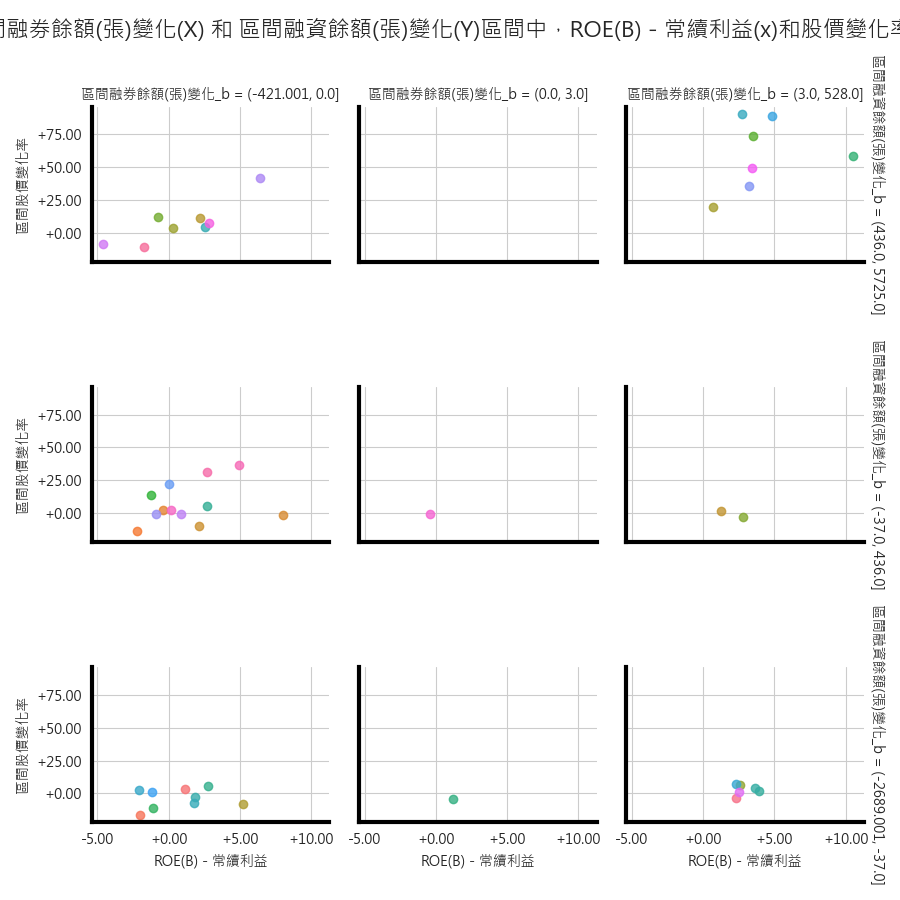 融券餘額(張)變化(X) 和 區間融資餘額(張)變化(Y)區間中，ROE(B) - 常續利益(x)和股價變化率
區間融券餘額(張)變化_b = (-421.001, 0.0]
區間融券餘額(張)變化_b = (0.0, 3.0]
區間融券餘額(張)變化_b = (3.0, 528.0]
區間融資餘額(張)變化_b = (436.0, 5725.0]
區間股價變化率
+75.00
+50.00
+25.00
+0.00
區間融資餘額(張)變化_b = (-37.0, 436.0]
區間股價變化率
+75.00
+50.00
+25.00
+0.00
區間融資餘額(張)變化_b = (-2689.001, -37.0]
區間股價變化率
+75.00
+50.00
+25.00
+0.00
-5.00 +0.00 +5.00 +10.00
-5.00 +0.00 +5.00 +10.00
-5.00 +0.00 +5.00 +10.00
ROE(B) - 常續利益
ROE(B) - 常續利益
ROE(B) - 常續利益